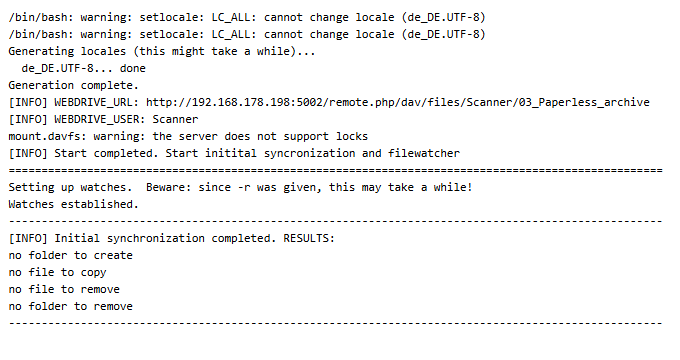 /bin/bash: warning: setlocale: LC_ALL: cannot change locale (de_DE.UTF-8)
/bin/bash: warning: setlocale: LC_ALL: cannot change locale (de_DE.UTF-8)
Generating locales (this might take a while)...
  de_DE.UTF-8... done
Generation complete.
[INFO] WEBDRIVE_URL: http://192.168.178.198:5002/remote.php/dav/files/Scanner/03_Paperless_archive
[INFO] WEBDRIVE_USER: Scanner
mount.davfs: warning: the server does not support locks
[INFO] Start completed. Start initital syncronization and filewatcher
====================================================================================================
Setting up watches.  Beware: since -r was given, this may take a while!
Watches established.
----------------------------------------------------------------------------------------------------
[INFO] Initial synchronization completed. RESULTS:
no folder to create
no file to copy
no file to remove
no folder to remove
----------------------------------------------------------------------------------------------------